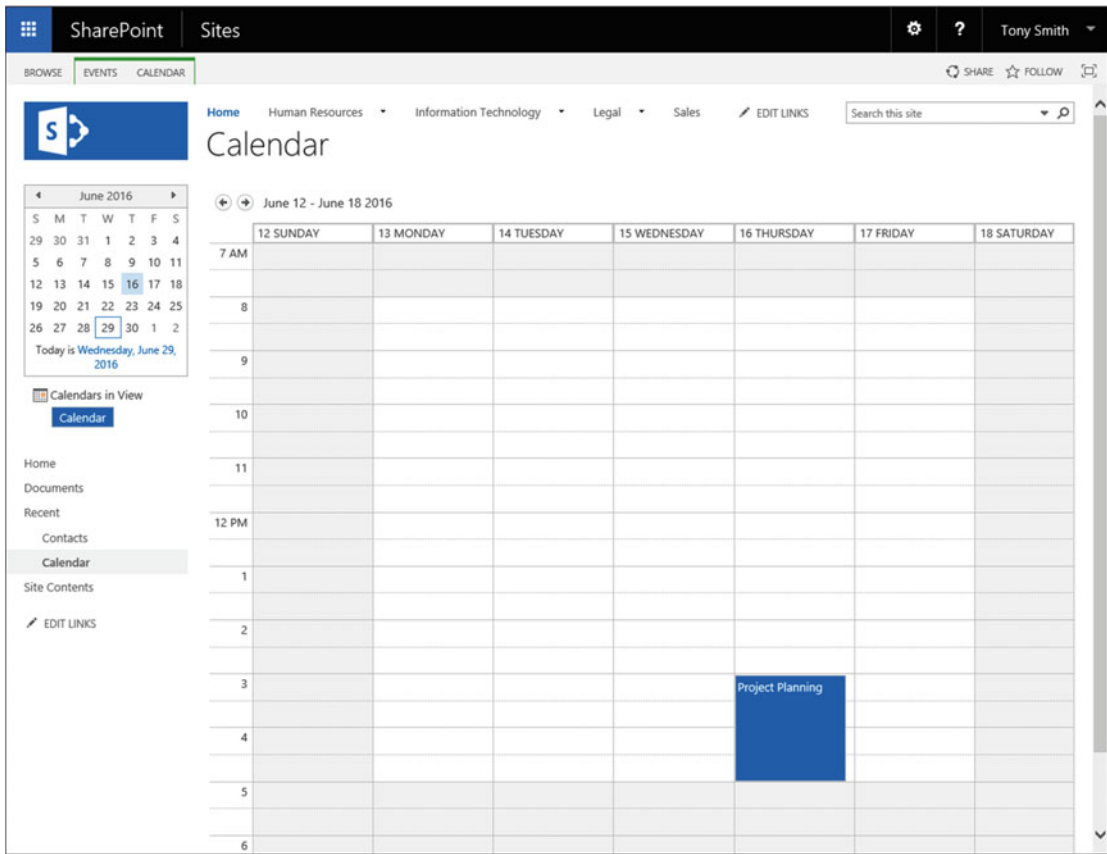 SharePoint Sites ? Tony Smith
BROWSE EVENTS CALENDAR SHARE FOLLOW
S
Home Human Resources Information Technology Legal Sales EDIT LINKS Search this site
Calendar
June 2016
S M T W T F S
29 30 31 1 2 3 4
5 6 7 8 9 10 11
12 13 14 15 16 17 18
19 20 21 22 23 24 25
26 27 28 29 30 1 2
Today is Wednesday, June 29,
2016
Calendars in View
Calendar
Home
Documents
Recent
Contacts
Calendar
Site Contents
EDIT LINKS
June 12 - June 18 2016
12 SUNDAY 13 MONDAY 14 TUESDAY 15 WEDNESDAY 16 THURSDAY 17 FRIDAY 18 SATURDAY
7 AM
8
9
10
11
12 PM
1
2
3 Project Planning
4
5
6